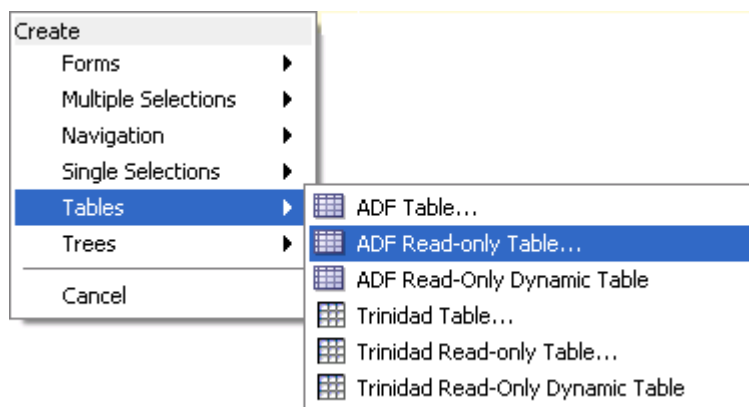 Create
Forms
Multiple Selections
Navigation
Single Selections
Tables
Trees
Cancel
ADF Table...
ADF Read-only Table...
ADF Read-Only Dynamic Table
Trinidad Table...
Trinidad Read-only Table...
Trinidad Read-Only Dynamic Table